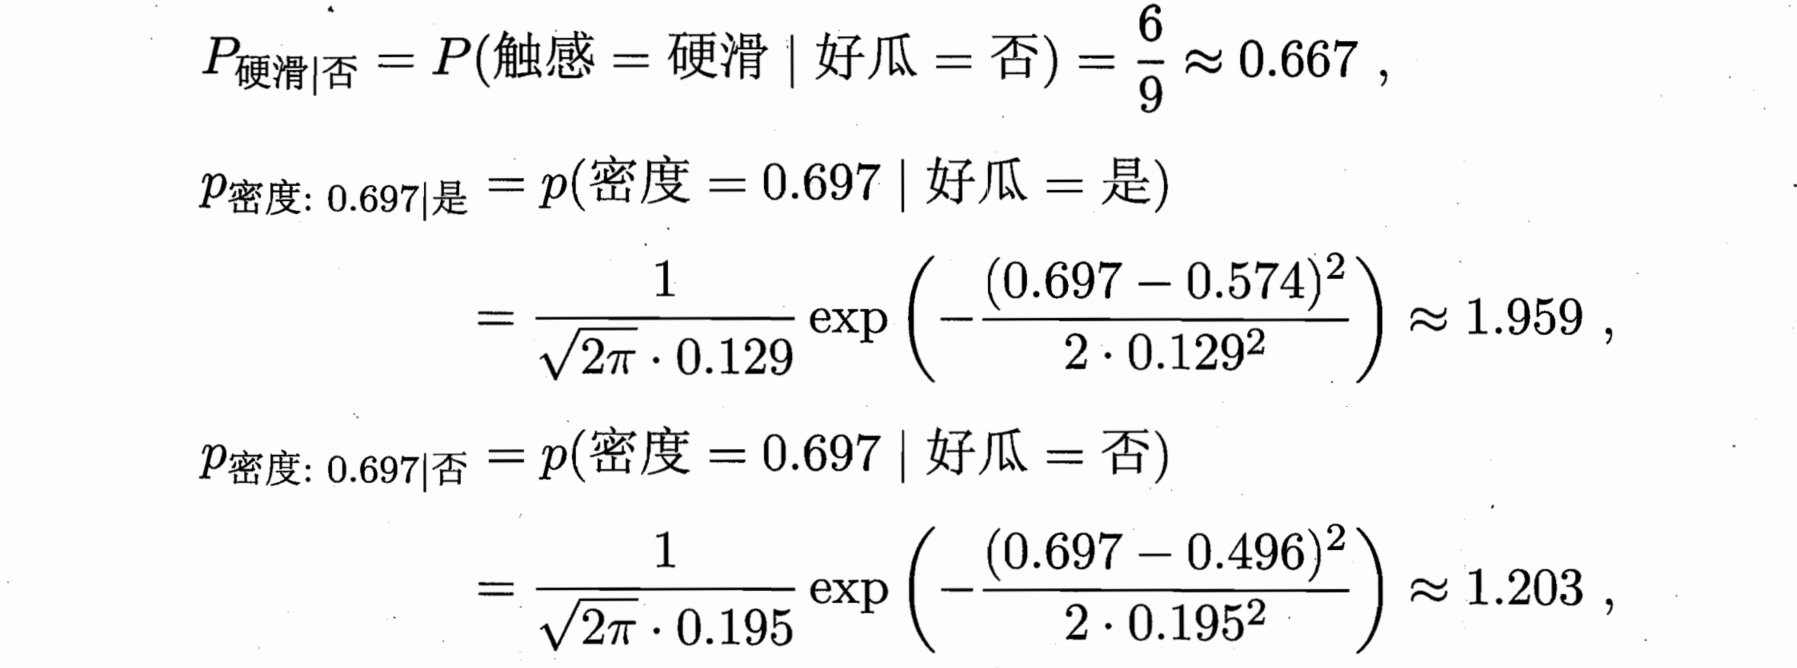 P硬滑|否 = P(触感 = 硬滑 | 好瓜 = 否) = 6/9 ≈ 0.667 ,
p密度: 0.697|是 = p(密度 = 0.697 | 好瓜 = 是)
= 1/(√2π · 0.129) exp(−(0.697 − 0.574)²/(2 · 0.129²)) ≈ 1.959 ,
p密度: 0.697|否 = p(密度 = 0.697 | 好瓜 = 否)
= 1/(√2π · 0.195) exp(−(0.697 − 0.496)²/(2 · 0.195²)) ≈ 1.203 ,